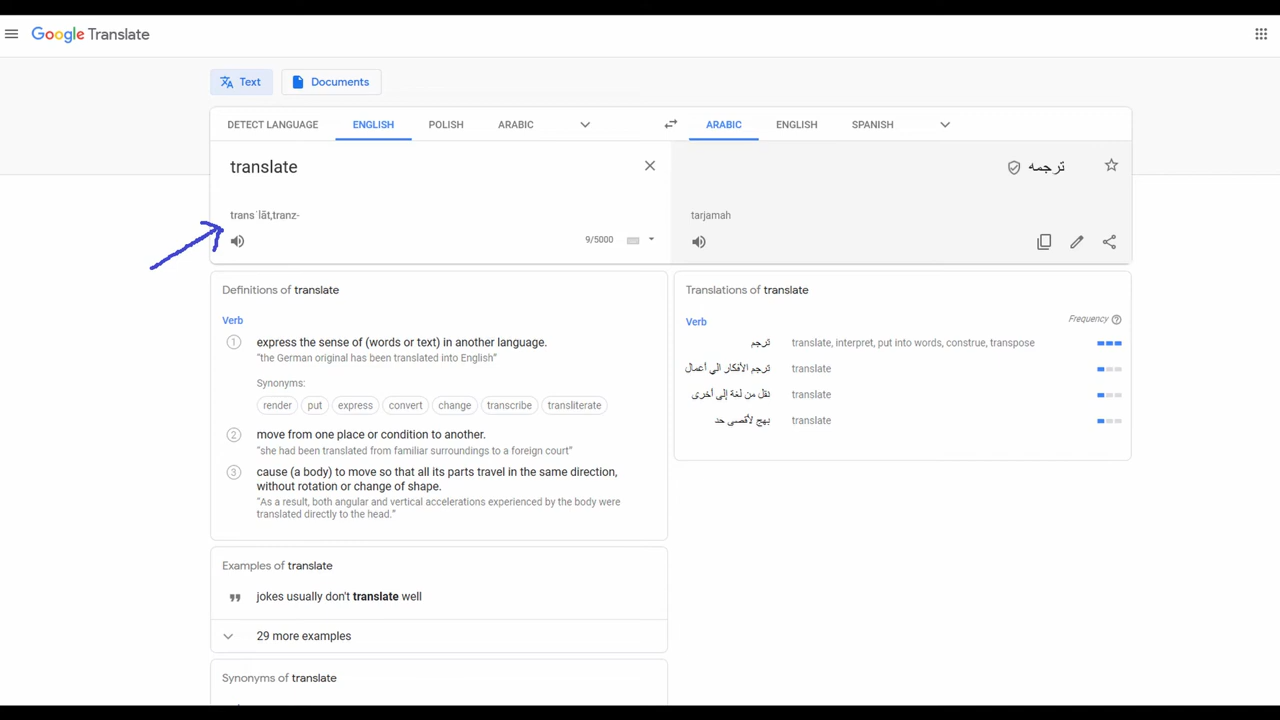 Google Translate
Text
Documents
DETECT LANGUAGE ENGLISH POLISH ARABIC
ARABIC ENGLISH SPANISH
translate
ترجمه
transˈlāt,tranz-
tarjamah
9/5000
Definitions of translate
Verb
1 express the sense of (words or text) in another language.
"the German original has been translated into English"
Synonyms:
render put express convert change transcribe transliterate
2 move from one place or condition to another.
"she had been translated from familiar surroundings to a foreign court"
3 cause (a body) to move so that all its parts travel in the same direction,
without rotation or change of shape.
"As a result, both angular and vertical accelerations experienced by the body were
translated directly to the head."
Translations of translate
Verb
Frequency
ترجم translate, interpret, put into words, construe, transpose
ترجم الأفكار الي أعمال translate
نقل من لغة إلى أخرى translate
بهج لأقصى حد translate
Examples of translate
jokes usually don't translate well
29 more examples
Synonyms of translate